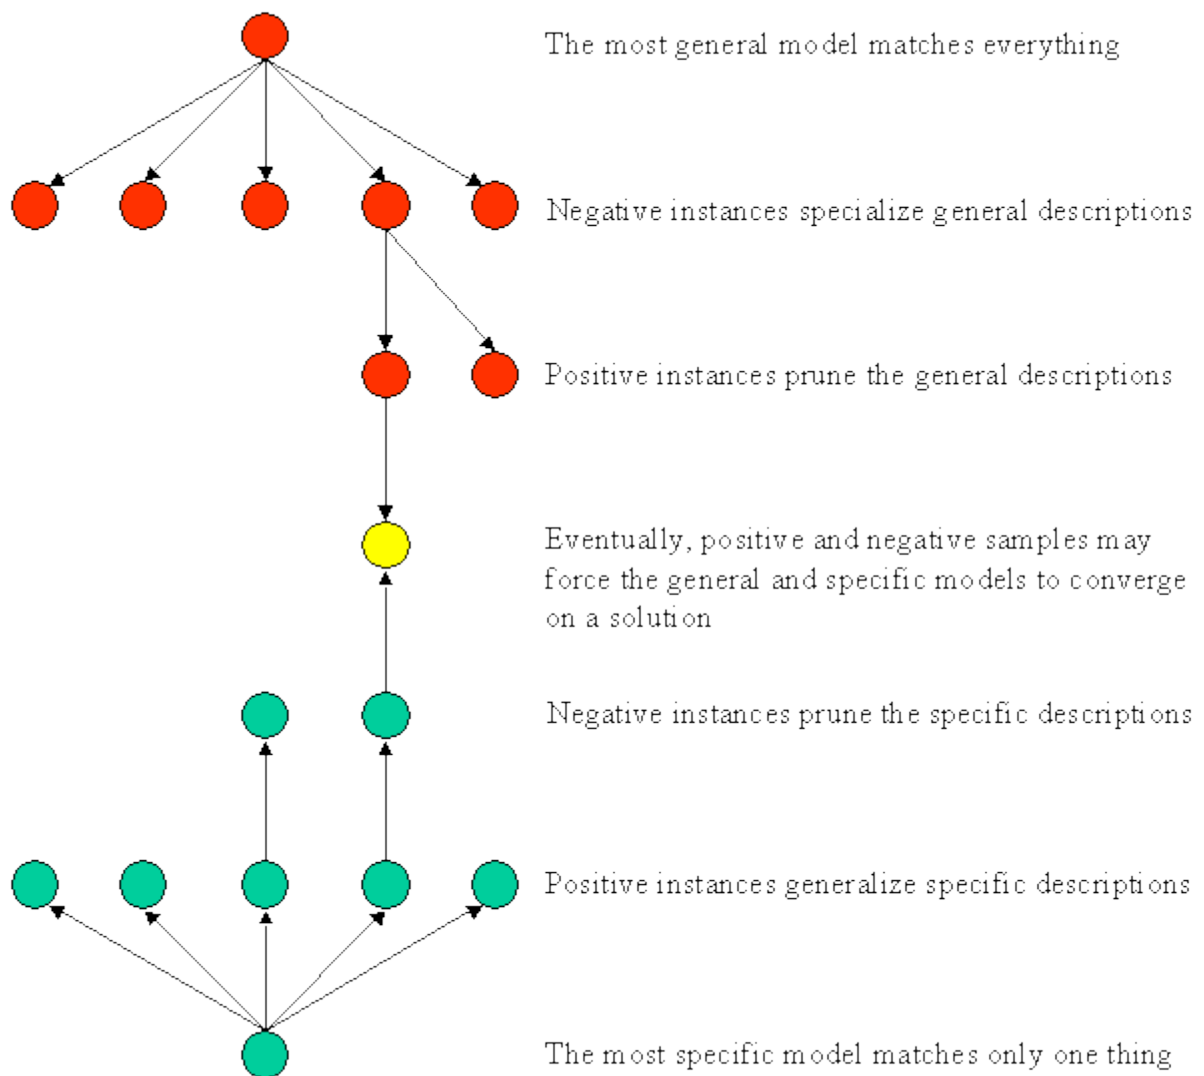 The most general model matches everything
Negative instances specialize general descriptions
Positive instances prune the general descriptions
Eventually, positive and negative samples may
force the general and specific models to converge
on a solution
Negative instances prune the specific descriptions
Positive instances generalize specific descriptions
The most specific model matches only one thing